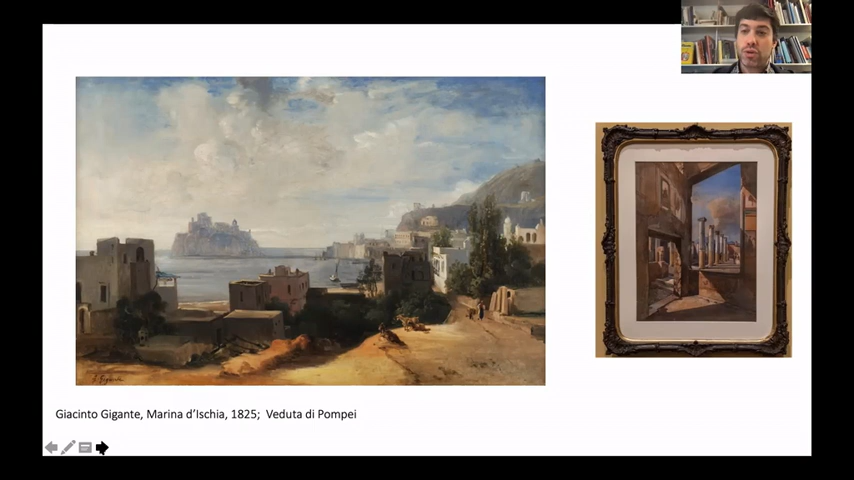 Giacinto Gigante, Marina d'Ischia, 1825;  Veduta di Pompei